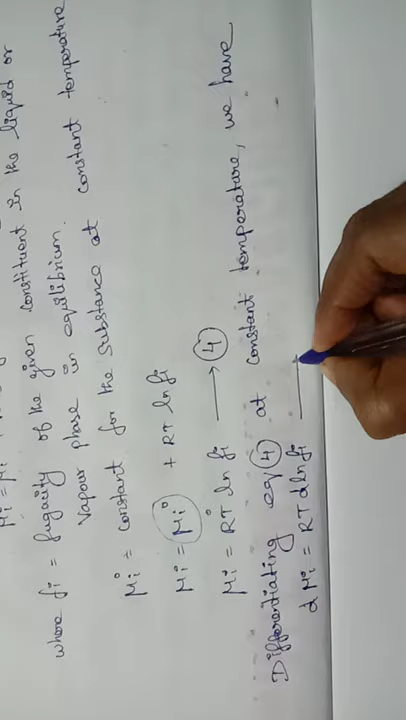 where fi = fugacity of the given constituent in the liquid or
Vapour phase in equilibrium.
μi° = constant for the substance at constant temperature
μi = μi° + RT ln fi
μi = RT ln fi → ④
Differentiating eq ④ at constant temperature, we have
dμi = RT d ln fi